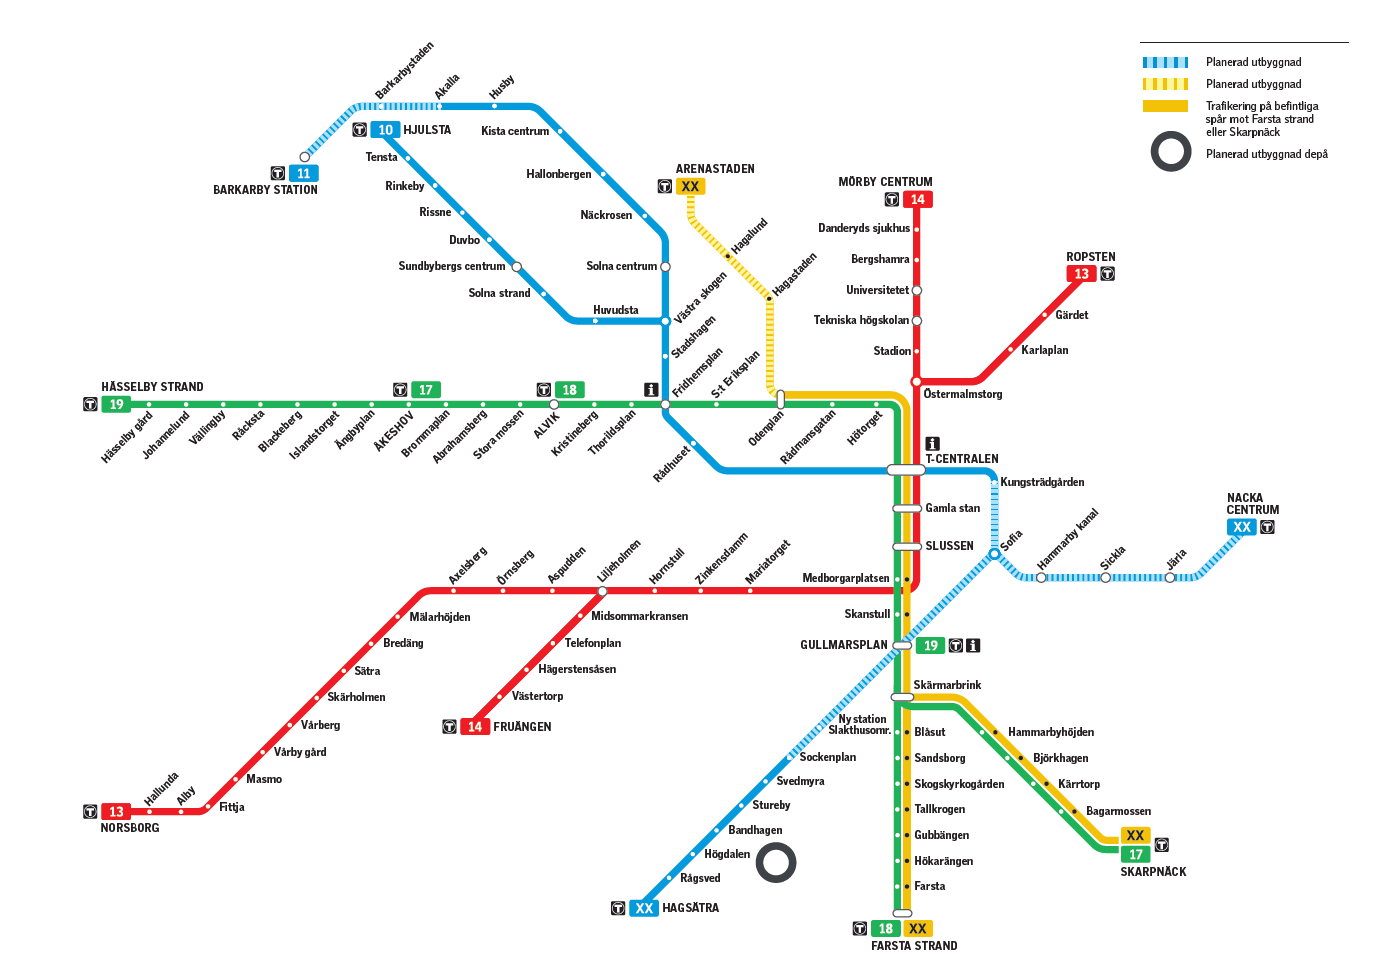 Planerad utbyggnad
Planerad utbyggnad
Trafikering på befintliga
spår mot Farsta strand
eller Skarpnäck
Planerad utbyggnad depå
Barkarbystaden
Akalla
Husby
T 10 HJULSTA
Kista centrum
Tensta
T 11
BARKARBY STATION
Rinkeby
Hallonbergen
Rissne
Näckrosen
Duvbo
Sundbybergs centrum
Solna centrum
Solna strand
Huvudsta
Västra skogen
Stadshagen
Fridhemsplan
S:t Eriksplan
ARENASTADEN
T XX
Hagalund
Hagastaden
MÖRBY CENTRUM
T 14
Danderyds sjukhus
Bergshamra
Universitetet
Tekniska högskolan
Stadion
ROPSTEN
13 T
Gärdet
Karlaplan
Östermalmstorg
HÄSSELBY STRAND
T 19
T 17
T 18
i
Hässelby gård
Johannelund
Vällingby
Råcksta
Blackeberg
Islandstorget
Ängbyplan
ÅKESHOV
Brommaplan
Abrahamsberg
Stora mossen
ALVIK
Kristineberg
Thorildsplan
Rådhuset
Odenplan
Rådmansgatan
Hötorget
i
T-CENTRALEN
Kungsträdgården
Gamla stan
SLUSSEN
NACKA
CENTRUM
XX T
Sofia
Hammarby kanal
Sickla
Järla
Axelsberg
Örnsberg
Aspudden
Liljeholmen
Hornstull
Zinkensdamm
Mariatorget
Medborgarplatsen
Skanstull
GULLMARSPLAN
19 T i
Mälarhöjden
Midsommarkransen
Bredäng
Telefonplan
Sätra
Hägerstensåsen
Skärholmen
Västertorp
Vårberg
T 14 FRUÄNGEN
Vårby gård
Masmo
Hallunda
Alby
Fittja
T 13
NORSBORG
Skärmarbrink
Ny station
Slakthusomr.
Blåsut
Hammarbyhöjden
Sockenplan
Sandsborg
Björkhagen
Svedmyra
Skogskyrkogården
Kärrtorp
Stureby
Tallkrogen
Bagarmossen
Bandhagen
Gubbängen
XX
17 T
SKARPNÄCK
Högdalen
Hökarängen
Rågsved
Farsta
T XX HAGSÄTRA
T 18 XX
FARSTA STRAND